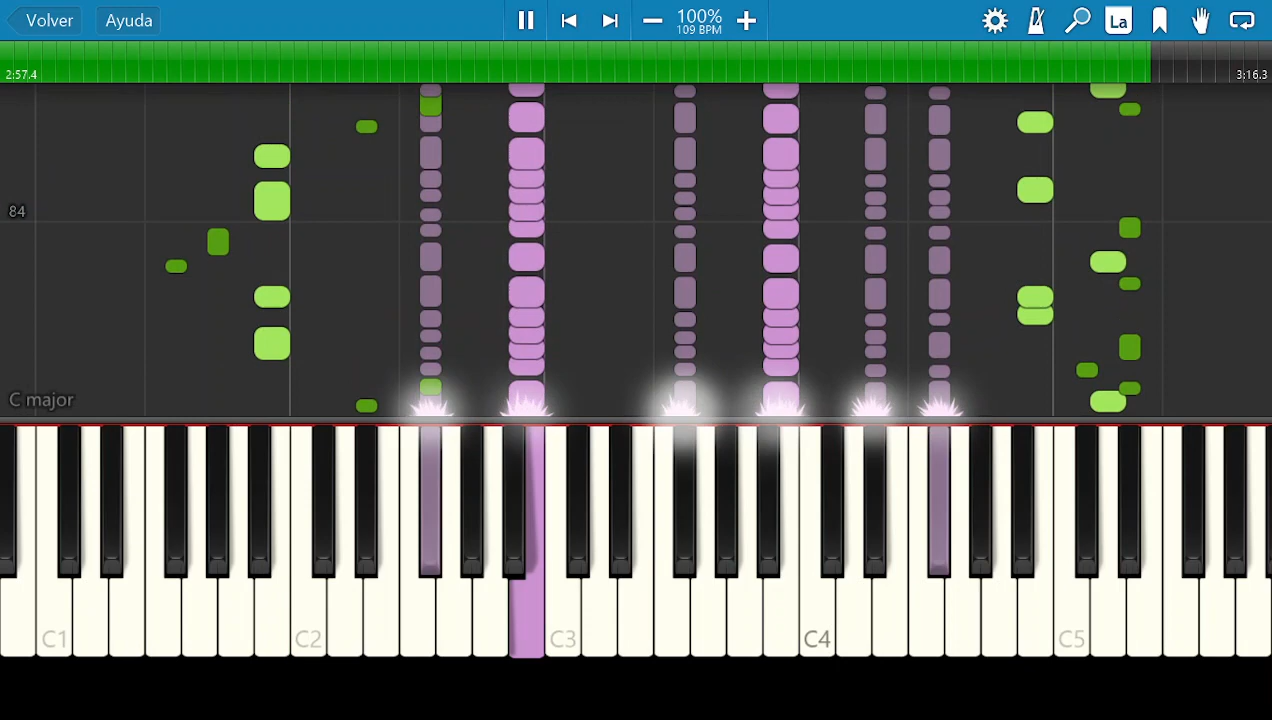 Volver Ayuda 100% La
109 BPM
2:57.4 3:16.3
84
C major
C1 C2 C3 C4 C5